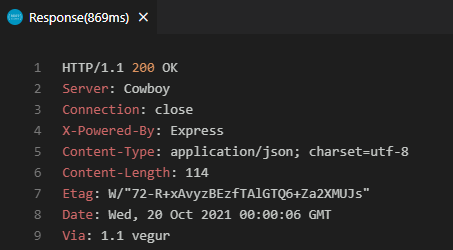 Response(869ms)
1 HTTP/1.1 200 OK
2 Server: Cowboy
3 Connection: close
4 X-Powered-By: Express
5 Content-Type: application/json; charset=utf-8
6 Content-Length: 114
7 Etag: W/"72-R+xAvyzBEzfTAlGTQ6+Za2XMUJs"
8 Date: Wed, 20 Oct 2021 00:00:06 GMT
9 Via: 1.1 vegur